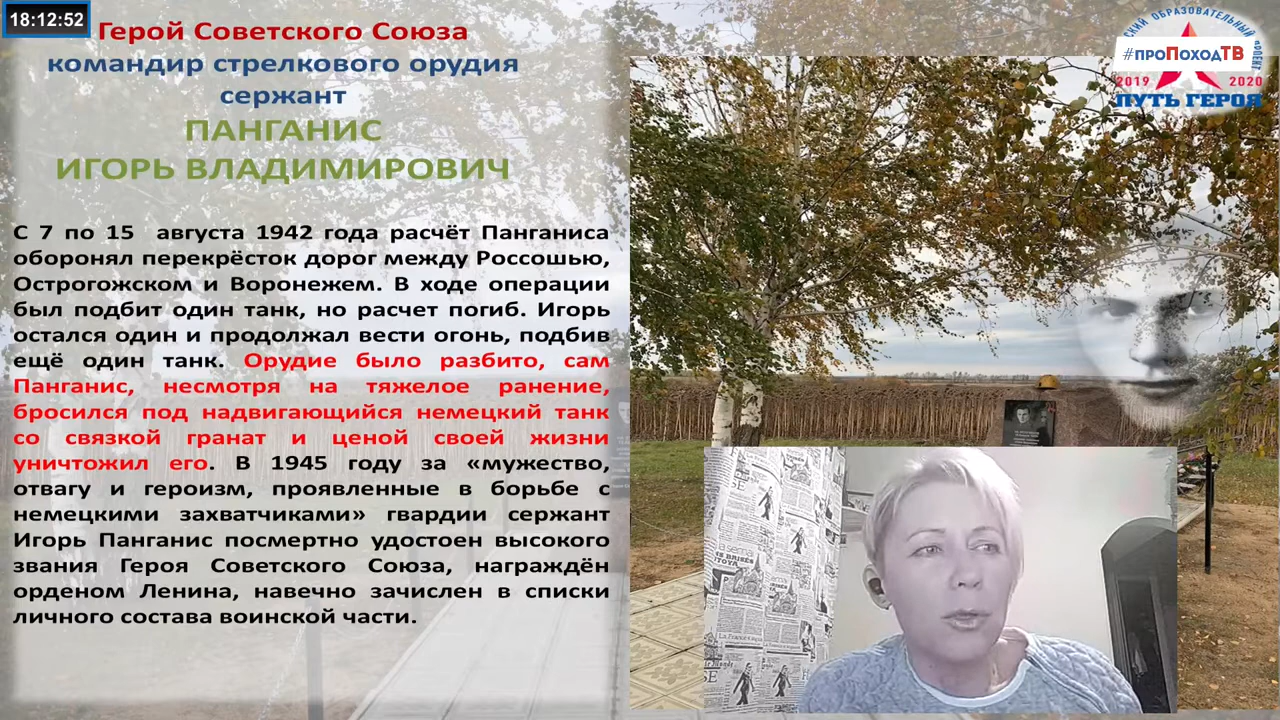 18:12:52
Герой Советского Союза
командир стрелкового орудия
сержант
ПАНГАНИС
ИГОРЬ ВЛАДИМИРОВИЧ
С 7 по 15 августа 1942 года расчёт Панганиса
оборонял перекрёсток дорог между Россошью,
Острогожском и Воронежем. В ходе операции
был подбит один танк, но расчет погиб. Игорь
остался один и продолжал вести огонь, подбив
ещё один танк. Орудие было разбито, сам
Панганис, несмотря на тяжелое ранение,
бросился под надвигающийся немецкий танк
со связкой гранат и ценой своей жизни
уничтожил его. В 1945 году за «мужество,
отвагу и героизм, проявленные в борьбе с
немецкими захватчиками» гвардии сержант
Игорь Панганис посмертно удостоен высокого
звания Героя Советского Союза, награждён
орденом Ленина, навечно зачислен в списки
личного состава воинской части.
ОБРАЗОВАТЕЛЬНЫЙ
#проПоходТВ
2019 2020
ПУТЬ ГЕРОЯ